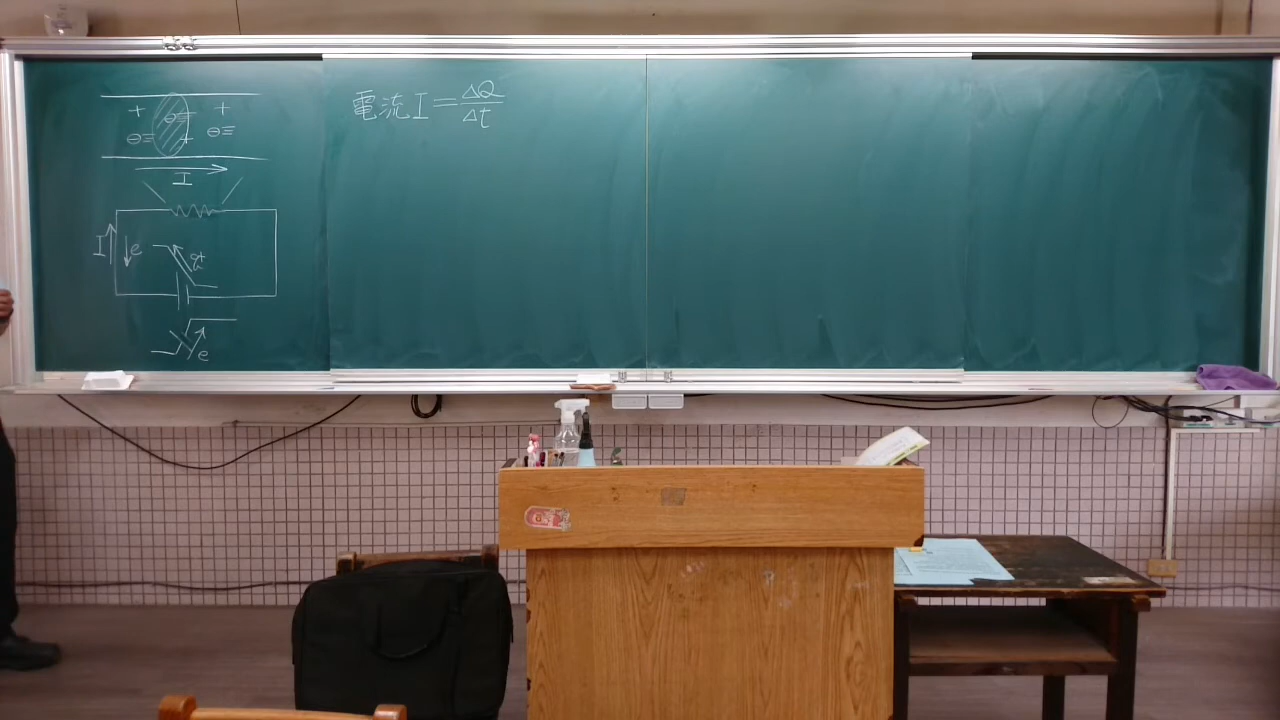 + +
⊖ ⊖ ⊖
+
I
電流 I = ΔQ/Δt
I e
q⁺
e